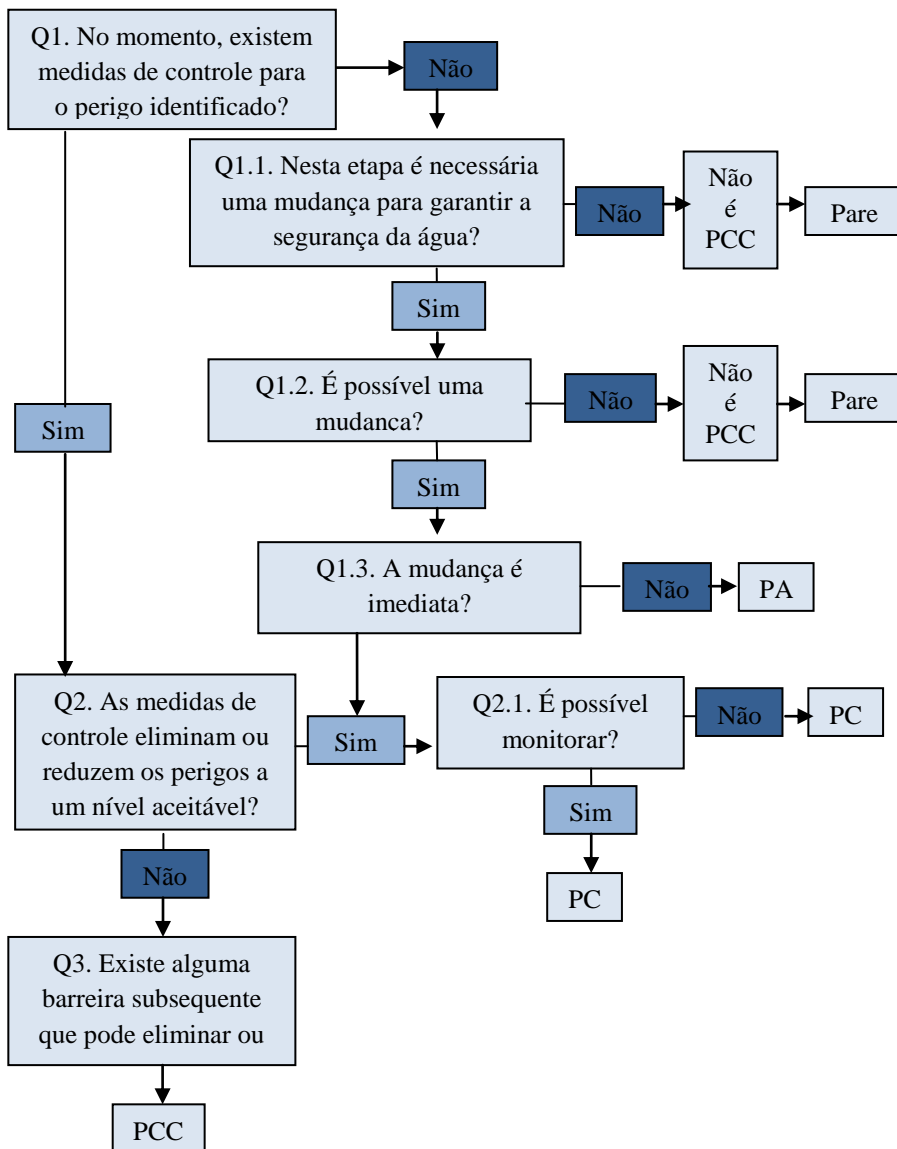 Q1. No momento, existem
medidas de controle para
o perigo identificado?
Não
Q1.1. Nesta etapa é necessária
uma mudança para garantir a
segurança da água?
Não
Não
é
PCC
Pare
Sim
Q1.2. É possível uma
mudanca?
Não
Não
é
PCC
Pare
Sim
Sim
Q1.3. A mudança é
imediata?
Não
PA
Q2. As medidas de
controle eliminam ou
reduzem os perigos a
um nível aceitável?
Sim
Q2.1. É possível
monitorar?
Não
PC
Sim
PC
Não
Q3. Existe alguma
barreira subsequente
que pode eliminar ou
PCC